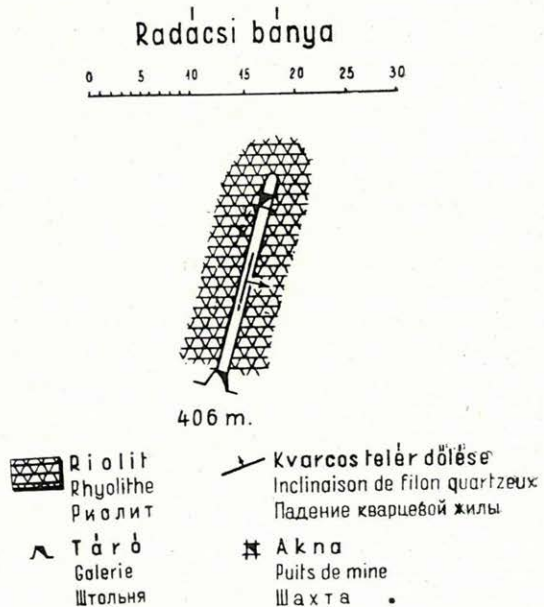 Radácsi bánya
0 5 10 15 20 25 30
406 m.
Riolit
Rhyolithe
Риолит
Táró
Galerie
Штольня
Kvarcos telér dőlése
Inclinaison de filon quartzeux
Падение кварцевой жилы
Akna
Puits de mine
Шахта